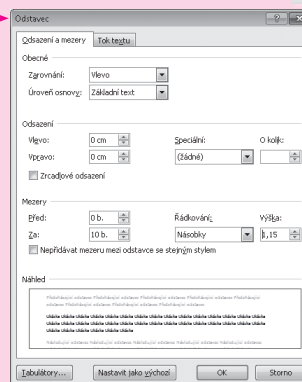 Odstavec
Odsazení a mezery Tok textu
Obecné
Zarovnání: Vlevo
Úroveň osnovy: Základní text
Odsazení
Vlevo: 0 cm Speciální: O kolik:
Vpravo: 0 cm (žádné)
Zrcadlové odsazení
Mezery
Před: 0 b. Řádkování: Výška:
Za: 10 b. Násobky 1,15
Nepřidávat mezeru mezi odstavce se stejným stylem
Náhled
Tabulátory... Nastavit jako výchozí OK Storno